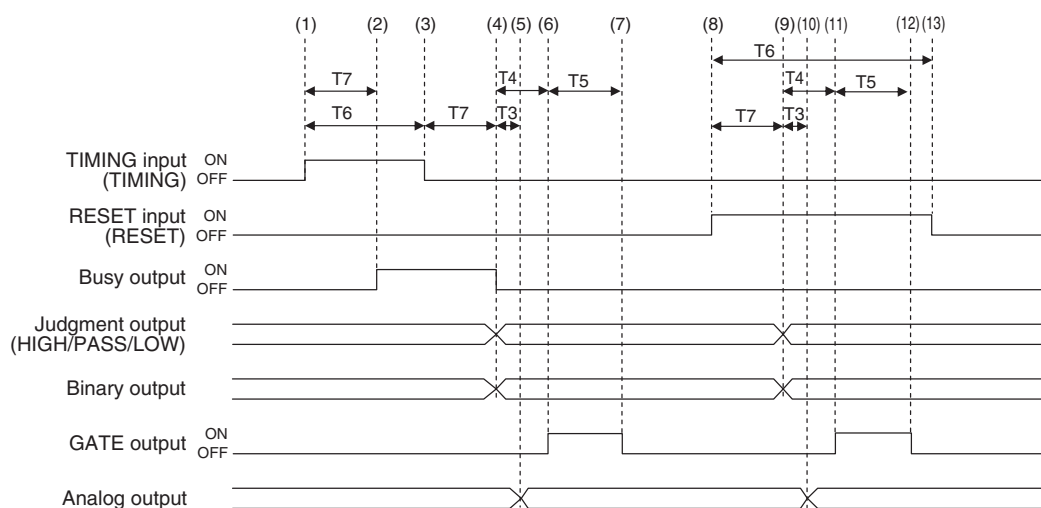 (1) (2) (3) (4) (5) (6) (7) (8) (9) (10) (11) (12) (13)
T6
T7 T4 T5 T4 T5
T6 T7 T3 T7 T3
TIMING input ON
(TIMING) OFF
RESET input ON
(RESET) OFF
Busy output ON
OFF
Judgment output
(HIGH/PASS/LOW)
Binary output
GATE output ON
OFF
Analog output